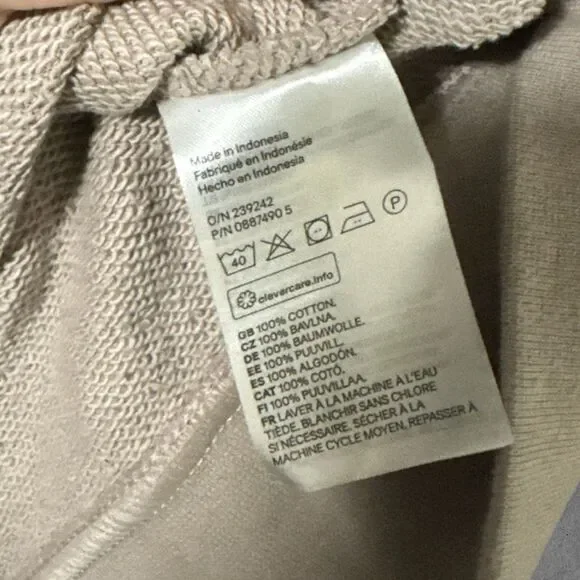 Made in Indonesia
Fabriqué en Indonésie
Hecho en Indonesia
O/N 239242
P/N 0887490 5
40
P
clevercare.info
GB 100% COTTON.
CZ 100% BAVLNA.
DE 100% BAUMWOLLE.
EE 100% PUUVILL.
ES 100% ALGODÓN.
CAT 100% COTÓ.
FI 100% PUUVILLAA.
FR LAVER À LA MACHINE À L'EAU
TIÈDE, BLANCHIR SANS CHLORE
SI NÉCESSAIRE, SÉCHER À LA
MACHINE CYCLE MOYEN, REPASSER À